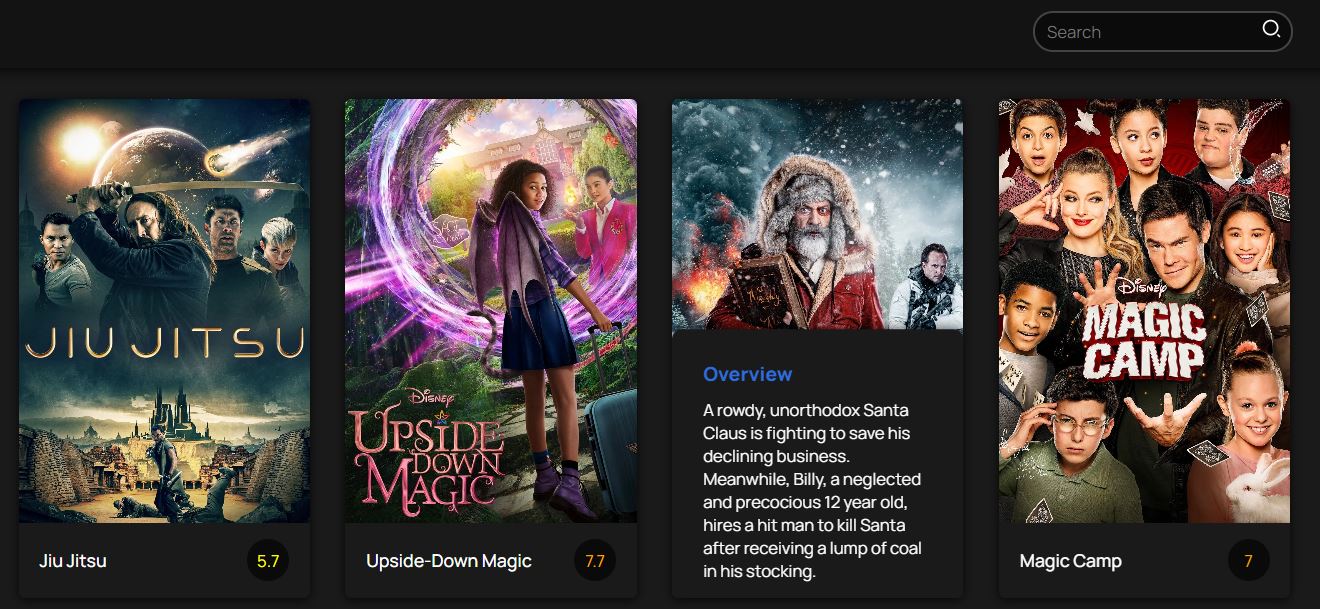 Search
JIU JITSU
Disney
UPSIDE
DOWN
MAGIC
Disney
MAGIC
CAMP
Overview
A rowdy, unorthodox Santa
Claus is fighting to save his
declining business.
Meanwhile, Billy, a neglected
and precocious 12 year old,
hires a hit man to kill Santa
after receiving a lump of coal
in his stocking.
Jiu Jitsu
5.7
Upside-Down Magic
7.7
Magic Camp
7